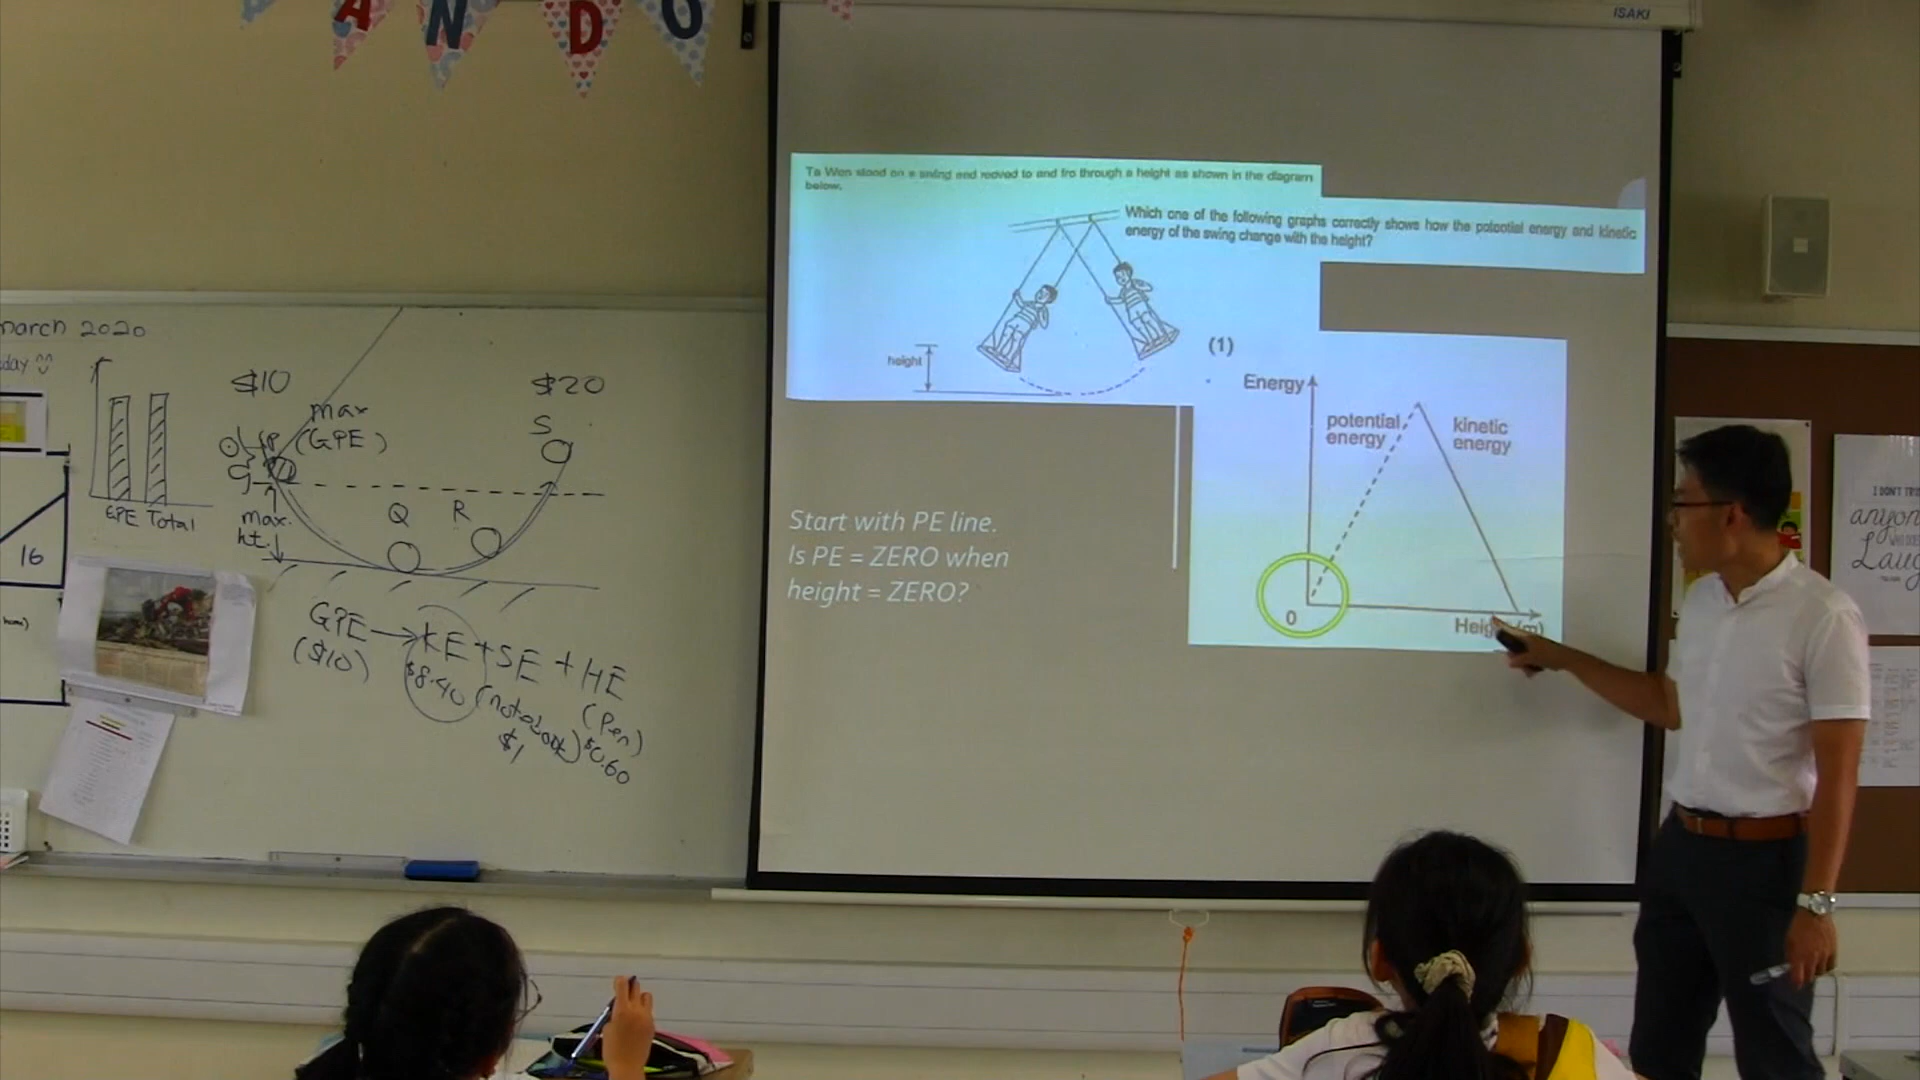 A N D O
ISAKI
march 2020
day
$10
$20
max
(GPE)
P
S
Q
R
max.
ht.
GPE Total
16
GPE → KE + SE + HE
($10)
$8.40
(notebook)
$1
(Pen)
$0.60
Ta Wen stood on a swing and moved to and fro through a height as shown in the diagram
below.
Which one of the following graphs correctly shows how the potential energy and kinetic
energy of the swing change with the height?
height
(1)
Energy
potential
energy
kinetic
energy
0
(m)
Start with PE line.
Is PE = ZERO when
height = ZERO?
I DON'T